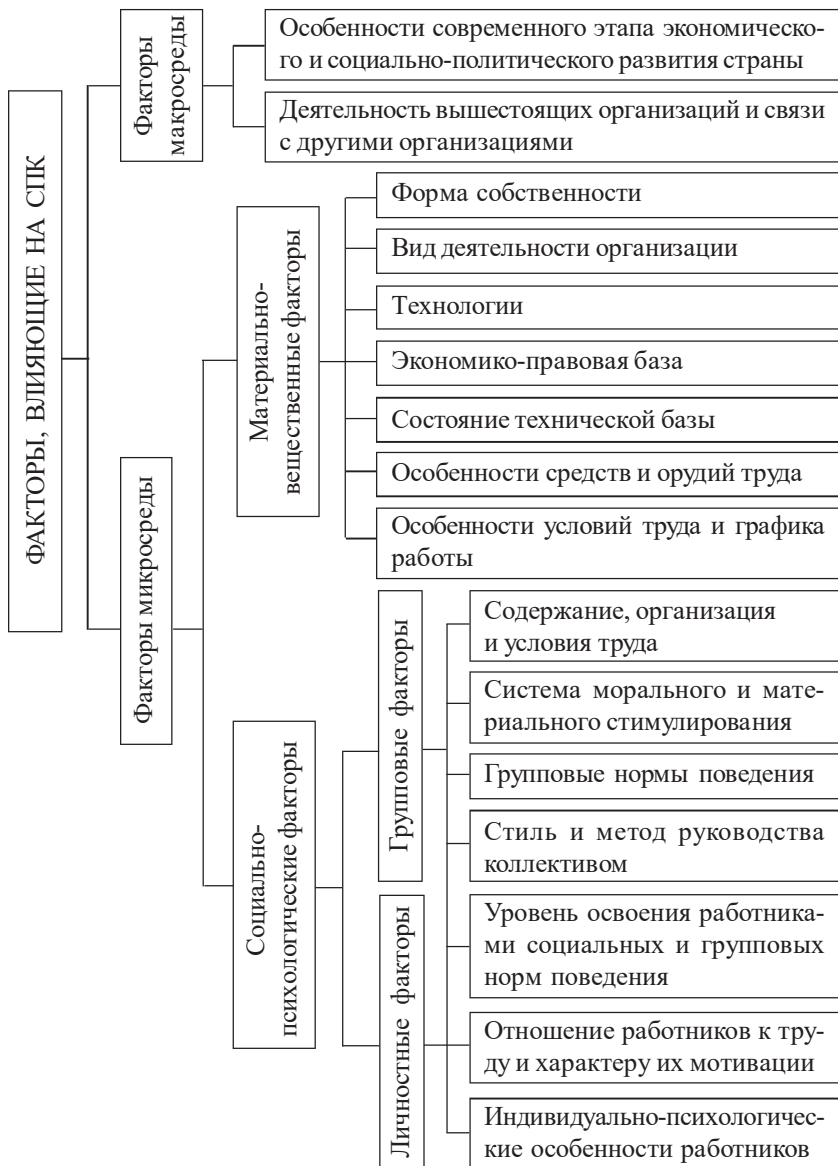 ФАКТОРЫ, ВЛИЯЮЩИЕ НА СПК
Факторы
макросреды
Особенности современного этапа экономическо-
го и социально-политического развития страны
Деятельность вышестоящих организаций и связи
с другими организациями
Факторы микросреды
Материально-
вещественные факторы
Форма собственности
Вид деятельности организации
Технологии
Экономико-правовая база
Состояние технической базы
Особенности средств и орудий труда
Особенности условий труда и графика
работы
Социально-
психологические факторы
Групповые факторы
Содержание, организация
и условия труда
Система морального и мате-
риального стимулирования
Групповые нормы поведения
Стиль и метод руководства
коллективом
Личностные факторы
Уровень освоения работника-
ми социальных и групповых
норм поведения
Отношение работников к тру-
ду и характеру их мотивации
Индивидуально-психологичес-
кие особенности работников